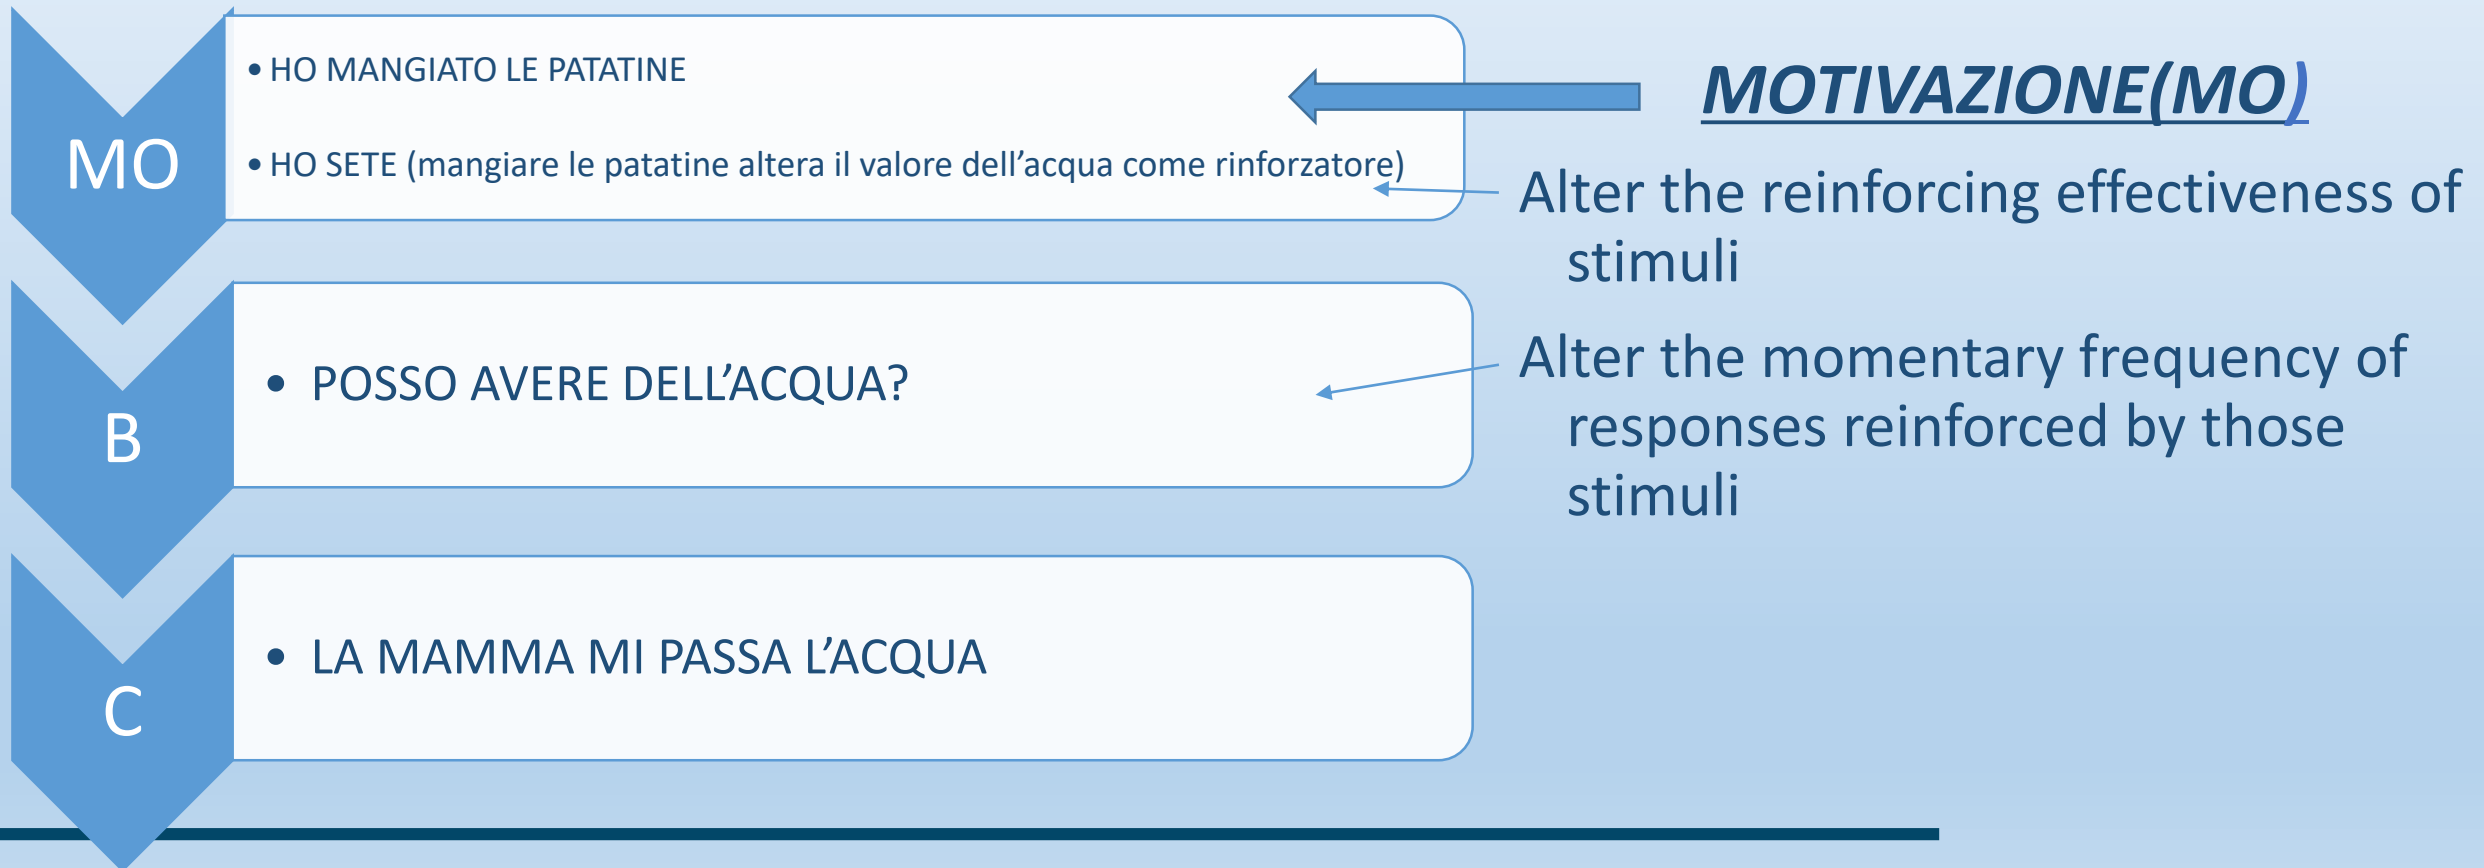 MO
• HO MANGIATO LE PATATINE
• HO SETE (mangiare le patatine altera il valore dell’acqua come rinforzatore)
MOTIVAZIONE(MO)
Alter the reinforcing effectiveness of
stimuli
B
• POSSO AVERE DELL’ACQUA?
Alter the momentary frequency of
responses reinforced by those
stimuli
C
• LA MAMMA MI PASSA L’ACQUA